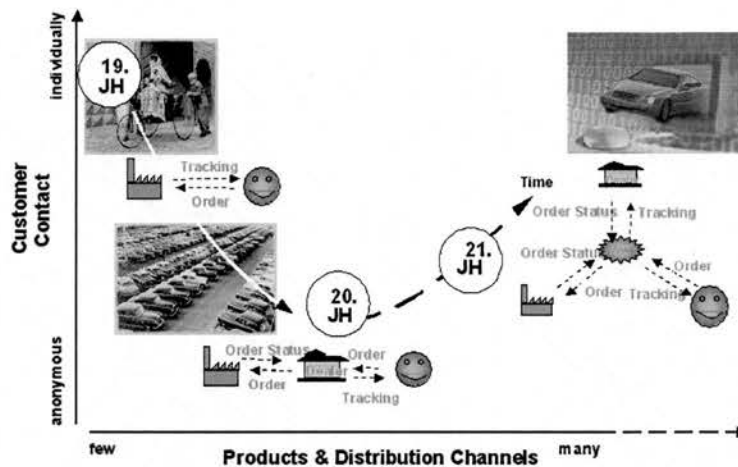 individually
Customer
Contact
anonymous
19.
JH
Tracking
Order
20.
JH
Order Status
Order
Dealer
Order
Tracking
21.
JH
Time
Order Status
Tracking
Order Status
Order
Order
Tracking
few
Products & Distribution Channels
many